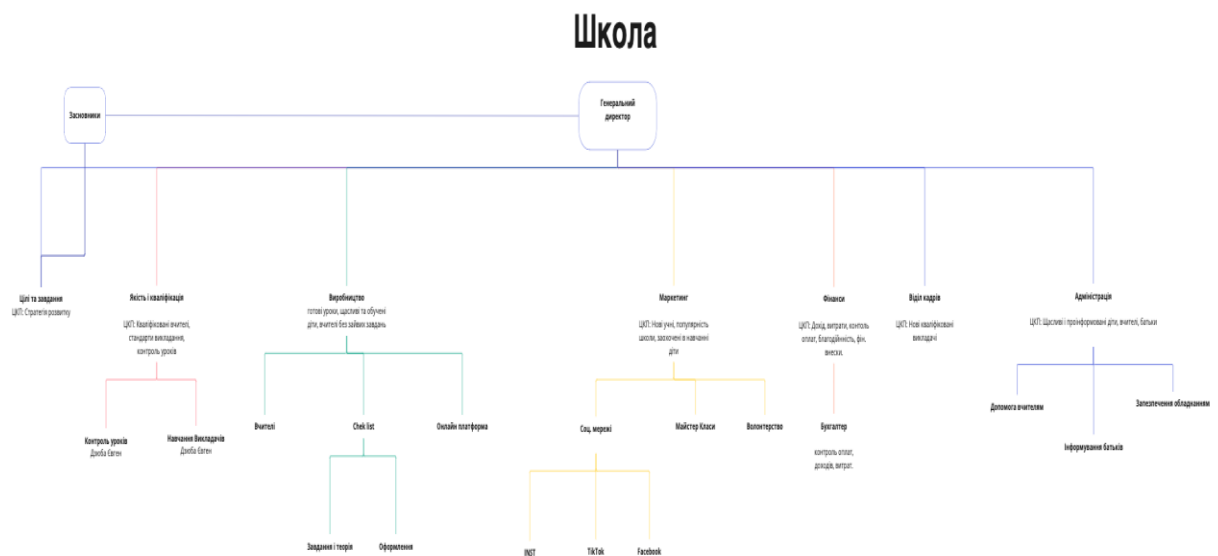 Школа
Засновники
Генеральний
директор
Цілі та завдання
ЦКП: Стратегія розвитку
Якість і кваліфікація
ЦКП: Кваліфіковані вчителі,
стандарти викладання,
контроль уроків
Контроль уроків
Дзюба Євген
Навчання Викладачів
Дзюба Євген
Виробництво
готові уроки, щасливі та обучені
діти, вчителі без зайвих завдань
Вчителі
Chek list
Онлайн платформа
Завдання і теорія
Оформлення
Маркетинг
ЦКП: Нові учні, популярність
школи, заохочені в навчанні
діти
Соц. мережі
Майстер Класи
Волонтерство
INST
TikTok
Facebook
Фінанси
ЦКП: Дохід, витрати, контоль
оплат, благодійність, фін.
внески.
Бухгалтер
контроль оплат,
доходів, витрат.
Віділ кадрів
ЦКП: Нові кваліфіковані
викладачі
Адміністрація
ЦКП: Щасливі і проінформовані діти, вчителі, батьки
Допомога вчителям
Інформування батьків
Запезпечення обладнанням